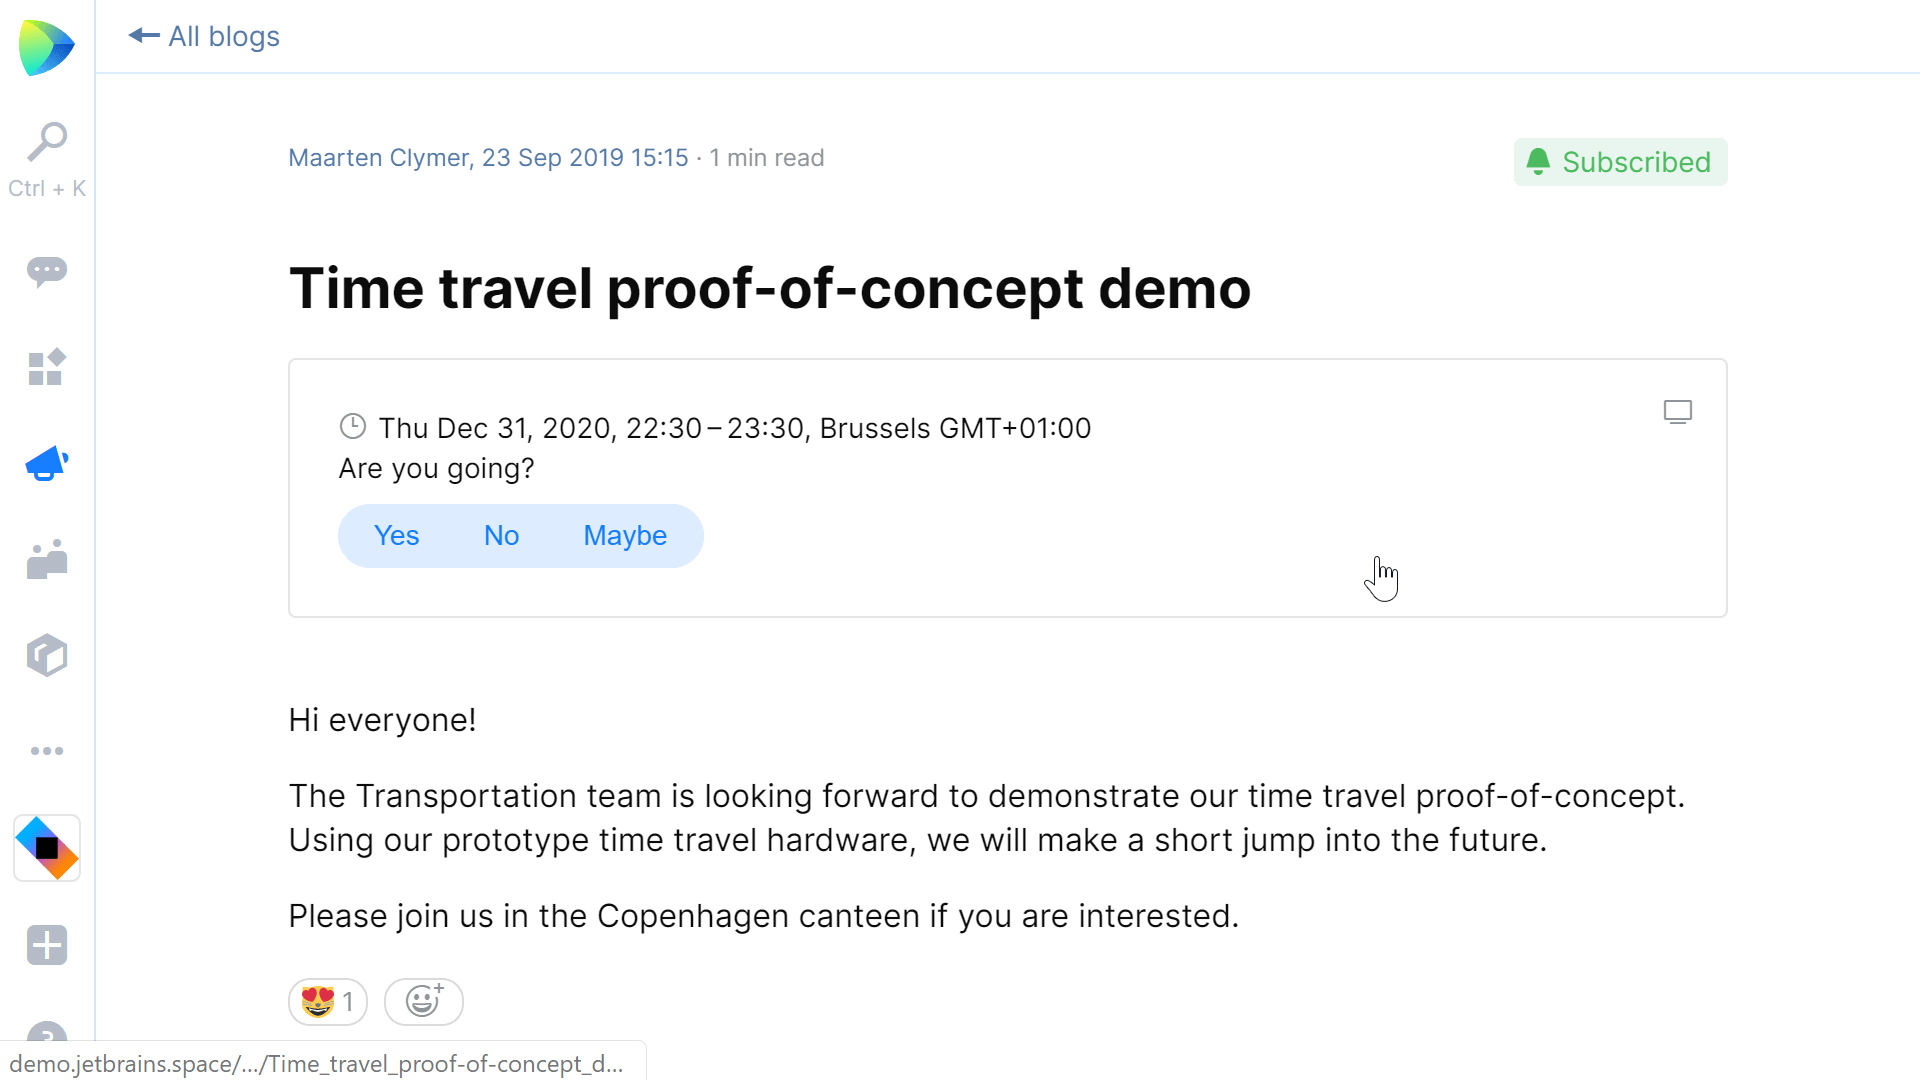 All blogs
Ctrl + K
Maarten Clymer, 23 Sep 2019 15:15 · 1 min read
Subscribed
Time travel proof-of-concept demo
Thu Dec 31, 2020, 22:30 – 23:30, Brussels GMT+01:00
Are you going?
Yes No Maybe
Hi everyone!
The Transportation team is looking forward to demonstrate our time travel proof-of-concept.
Using our prototype time travel hardware, we will make a short jump into the future.
Please join us in the Copenhagen canteen if you are interested.
1
demo.jetbrains.space/.../Time_travel_proof-of-concept_d...